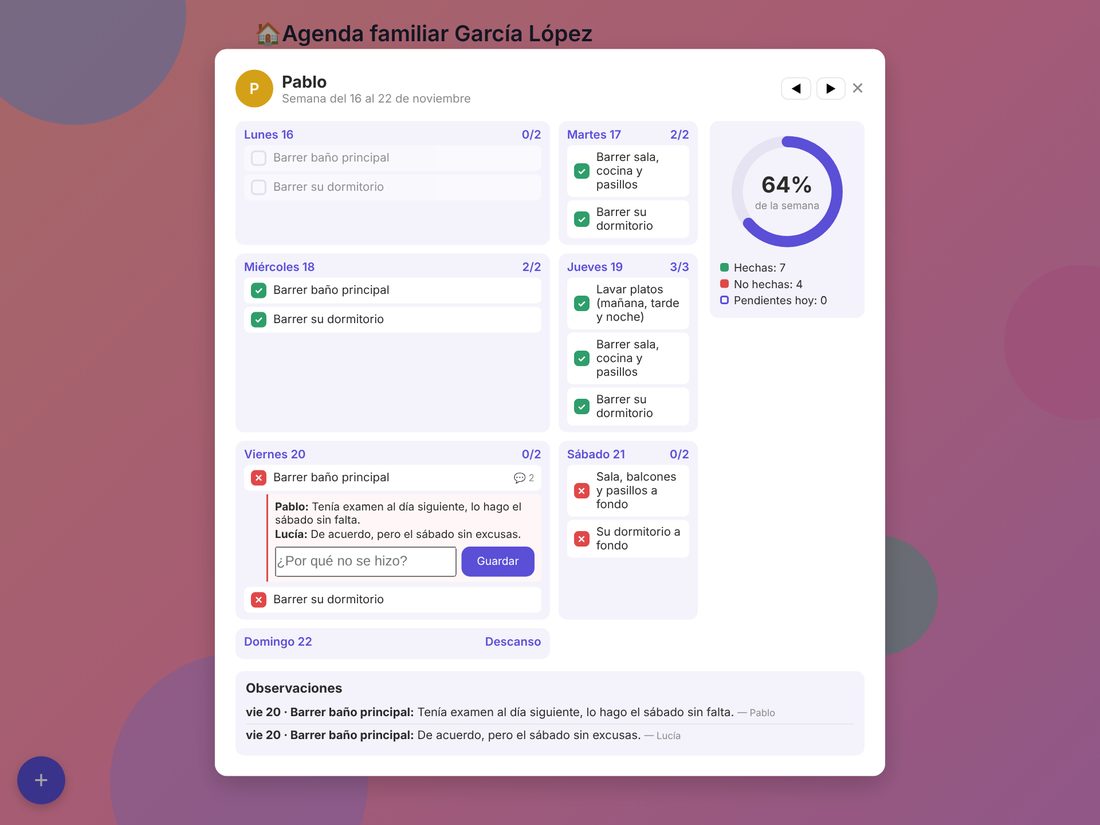 🏠Agenda familiar García López
P
Pablo
Semana del 16 al 22 de noviembre
◀ ▶ ✕
Lunes 16 0/2
Barrer baño principal
Barrer su dormitorio
Martes 17 2/2
Barrer sala,
cocina y
pasillos
Barrer su
dormitorio
64%
de la semana
Hechas: 7
No hechas: 4
Pendientes hoy: 0
Miércoles 18 2/2
Barrer baño principal
Barrer su dormitorio
Jueves 19 3/3
Lavar platos
(mañana, tarde
y noche)
Barrer sala,
cocina y
pasillos
Barrer su
dormitorio
Viernes 20 0/2
Barrer baño principal 💬 2
Pablo: Tenía examen al día siguiente, lo hago el
sábado sin falta.
Lucía: De acuerdo, pero el sábado sin excusas.
¿Por qué no se hizo? Guardar
Barrer su dormitorio
Sábado 21 0/2
Sala, balcones
y pasillos a
fondo
Su dormitorio a
fondo
Domingo 22 Descanso
Observaciones
vie 20 · Barrer baño principal: Tenía examen al día siguiente, lo hago el sábado sin falta. — Pablo
vie 20 · Barrer baño principal: De acuerdo, pero el sábado sin excusas. — Lucía
+